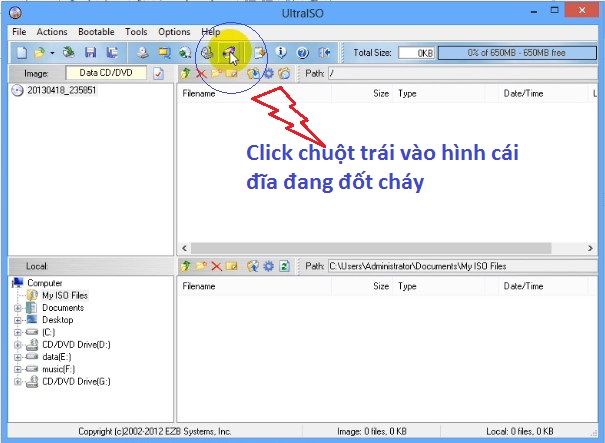 UltraISO
File Actions Bootable Tools Options Help
Total Size: 0KB 0% of 650MB - 650MB free
Image: Data CD/DVD Path: /
20130418_235851
Filename Size Type Date/Time L
Click chuột trái vào hình cái
đĩa đang đốt cháy
Local: Path: C:\Users\Administrator\Documents\My ISO Files
Computer
My ISO Files
Documents
Desktop
(C:)
CD/DVD Drive(D:)
data(E:)
music(F:)
CD/DVD Drive(G:)
Filename Size Type Date/Time
Copyright (c)2002-2012 EZB Systems, Inc. Image: 0 files, 0 KB Local: 0 files, 0 KB